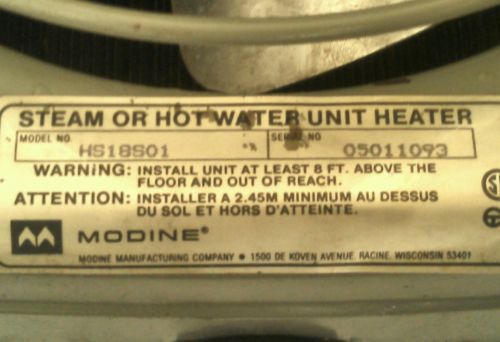 STEAM OR HOT WATER UNIT HEATER
MODEL NO. SERIAL NO.
HS18S01 05011093
WARNING: INSTALL UNIT AT LEAST 8 FT. ABOVE THE
FLOOR AND OUT OF REACH.
ATTENTION: INSTALLER A 2.45M MINIMUM AU DESSUS
DU SOL ET HORS D'ATTEINTE.
MODINE®
MODINE MANUFACTURING COMPANY • 1500 DE KOVEN AVENUE, RACINE, WISCONSIN 53401